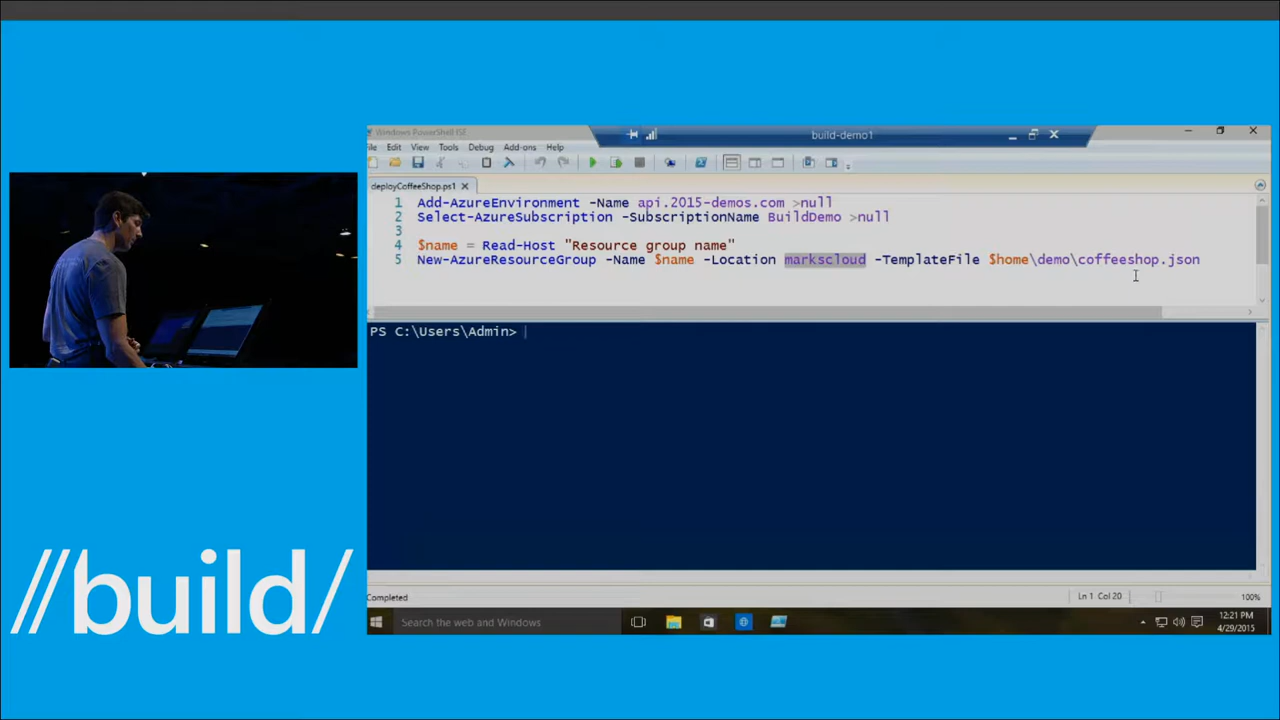 Windows PowerShell ISE
build-demo1
File Edit View Tools Debug Add-ons Help
deployCoffeeShop.ps1
1 Add-AzureEnvironment -Name api.2015-demos.com >null
2 Select-AzureSubscription -SubscriptionName BuildDemo >null
3
4 $name = Read-Host "Resource group name"
5 New-AzureResourceGroup -Name $name -Location markscloud -TemplateFile $home\demo\coffeeshop.json
PS C:\Users\Admin>
//build/
Completed
Ln 1 Col 20
100%
Search the web and Windows
12:21 PM
4/29/2015